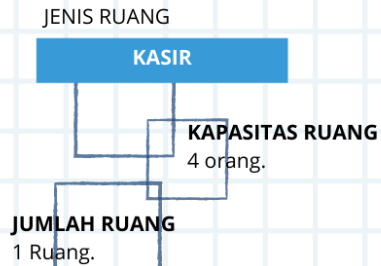 JENIS RUANG
KASIR
KAPASITAS RUANG
4 orang.
JUMLAH RUANG
1 Ruang.